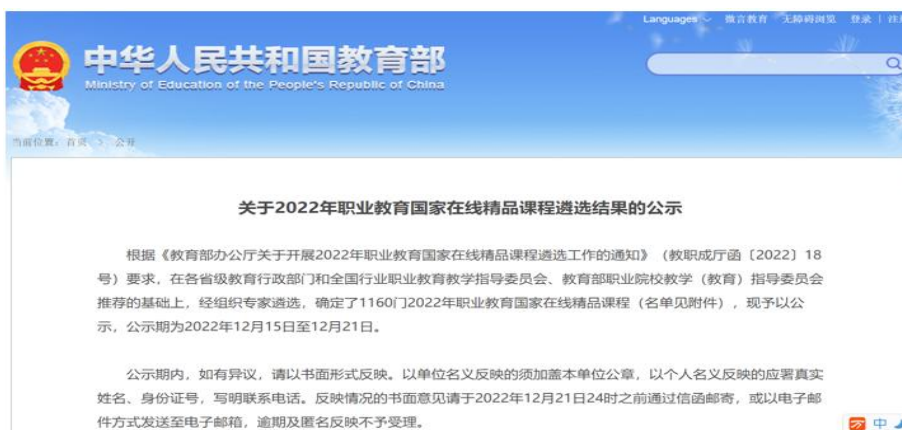 Languages 微言教育 无障碍浏览 登录 | 注册
中华人民共和国教育部
Ministry of Education of the People's Republic of China
当前位置: 首页 > 公开
关于2022年职业教育国家在线精品课程遴选结果的公示
根据《教育部办公厅关于开展2022年职业教育国家在线精品课程遴选工作的通知》（教职成厅函〔2022〕18
号）要求，在各省级教育行政部门和全国行业职业教育教学指导委员会、教育部职业院校教学（教育）指导委员会
推荐的基础上，经组织专家遴选，确定了1160门2022年职业教育国家在线精品课程（名单见附件），现予以公
示，公示期为2022年12月15日至12月21日。
公示期内，如有异议，请以书面形式反映。以单位名义反映的须加盖本单位公章，以个人名义反映的应署真实
姓名、身份证号，写明联系电话。反映情况的书面意见请于2022年12月21日24时之前通过信函邮寄，或以电子邮
件方式发送至电子邮箱，逾期及匿名反映不予受理。
中